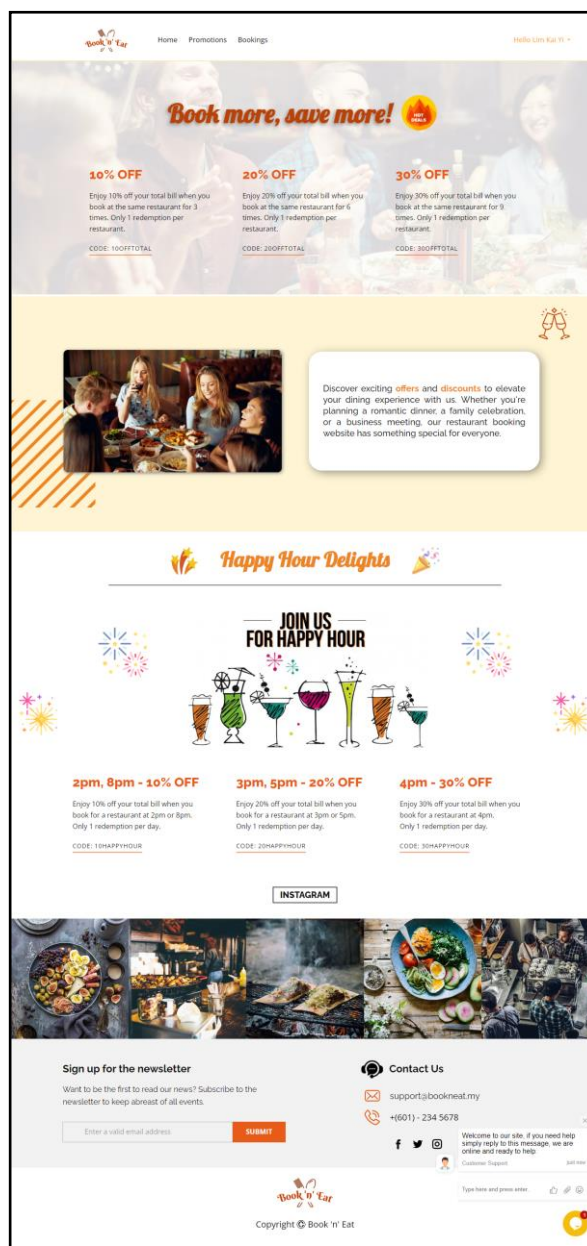 Book 'n' Eat
Home Promotions Bookings
Hello Lim Kai Yi
Book more, save more!
HOT
DEALS
10% OFF
Enjoy 10% off your total bill when you
book at the same restaurant for 3
times. Only 1 redemption per
restaurant.
CODE: 10OFFTOTAL
20% OFF
Enjoy 20% off your total bill when you
book at the same restaurant for 6
times. Only 1 redemption per
restaurant.
CODE: 20OFFTOTAL
30% OFF
Enjoy 30% off your total bill when you
book at the same restaurant for 9
times. Only 1 redemption per
restaurant.
CODE: 30OFFTOTAL
Discover exciting offers and discounts to elevate
your dining experience with us. Whether you're
planning a romantic dinner, a family celebration,
or a business meeting, our restaurant booking
website has something special for everyone.
Happy Hour Delights
JOIN US
FOR HAPPY HOUR
2pm, 8pm - 10% OFF
Enjoy 10% off your total bill when you
book for a restaurant at 2pm or 8pm.
Only 1 redemption per day.
CODE: 10HAPPYHOUR
3pm, 5pm - 20% OFF
Enjoy 20% off your total bill when you
book for a restaurant at 3pm or 5pm.
Only 1 redemption per day.
CODE: 20HAPPYHOUR
4pm - 30% OFF
Enjoy 30% off your total bill when you
book for a restaurant at 4pm.
Only 1 redemption per day.
CODE: 30HAPPYHOUR
INSTAGRAM
Sign up for the newsletter
Want to be the first to read our news? Subscribe to the
newsletter to keep abreast of all events.
Enter a valid email address
SUBMIT
Contact Us
support@bookneat.my
+(601) - 234 5678
Welcome to our site, if you need help
simply reply to this message, we are
online and ready to help
Customer Support Just now
Type here and press enter..
1
Book 'n' Eat
Copyright © Book 'n' Eat